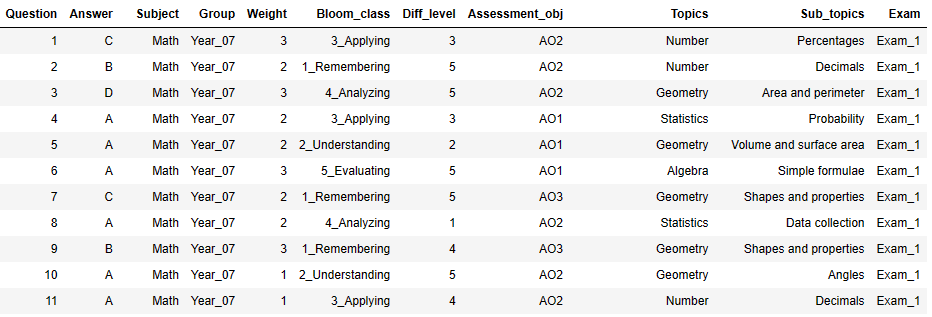 Question Answer Subject Group Weight Bloom_class Diff_level Assessment_obj Topics Sub_topics Exam
1 C Math Year_07 3 3_Applying 3 AO2 Number Percentages Exam_1
2 B Math Year_07 2 1_Remembering 5 AO2 Number Decimals Exam_1
3 D Math Year_07 3 4_Analyzing 5 AO2 Geometry Area and perimeter Exam_1
4 A Math Year_07 2 3_Applying 3 AO1 Statistics Probability Exam_1
5 A Math Year_07 2 2_Understanding 2 AO1 Geometry Volume and surface area Exam_1
6 A Math Year_07 3 5_Evaluating 5 AO1 Algebra Simple formulae Exam_1
7 C Math Year_07 2 1_Remembering 5 AO3 Geometry Shapes and properties Exam_1
8 A Math Year_07 2 4_Analyzing 1 AO2 Statistics Data collection Exam_1
9 B Math Year_07 3 1_Remembering 4 AO3 Geometry Shapes and properties Exam_1
10 A Math Year_07 1 2_Understanding 5 AO2 Geometry Angles Exam_1
11 A Math Year_07 1 3_Applying 4 AO2 Number Decimals Exam_1